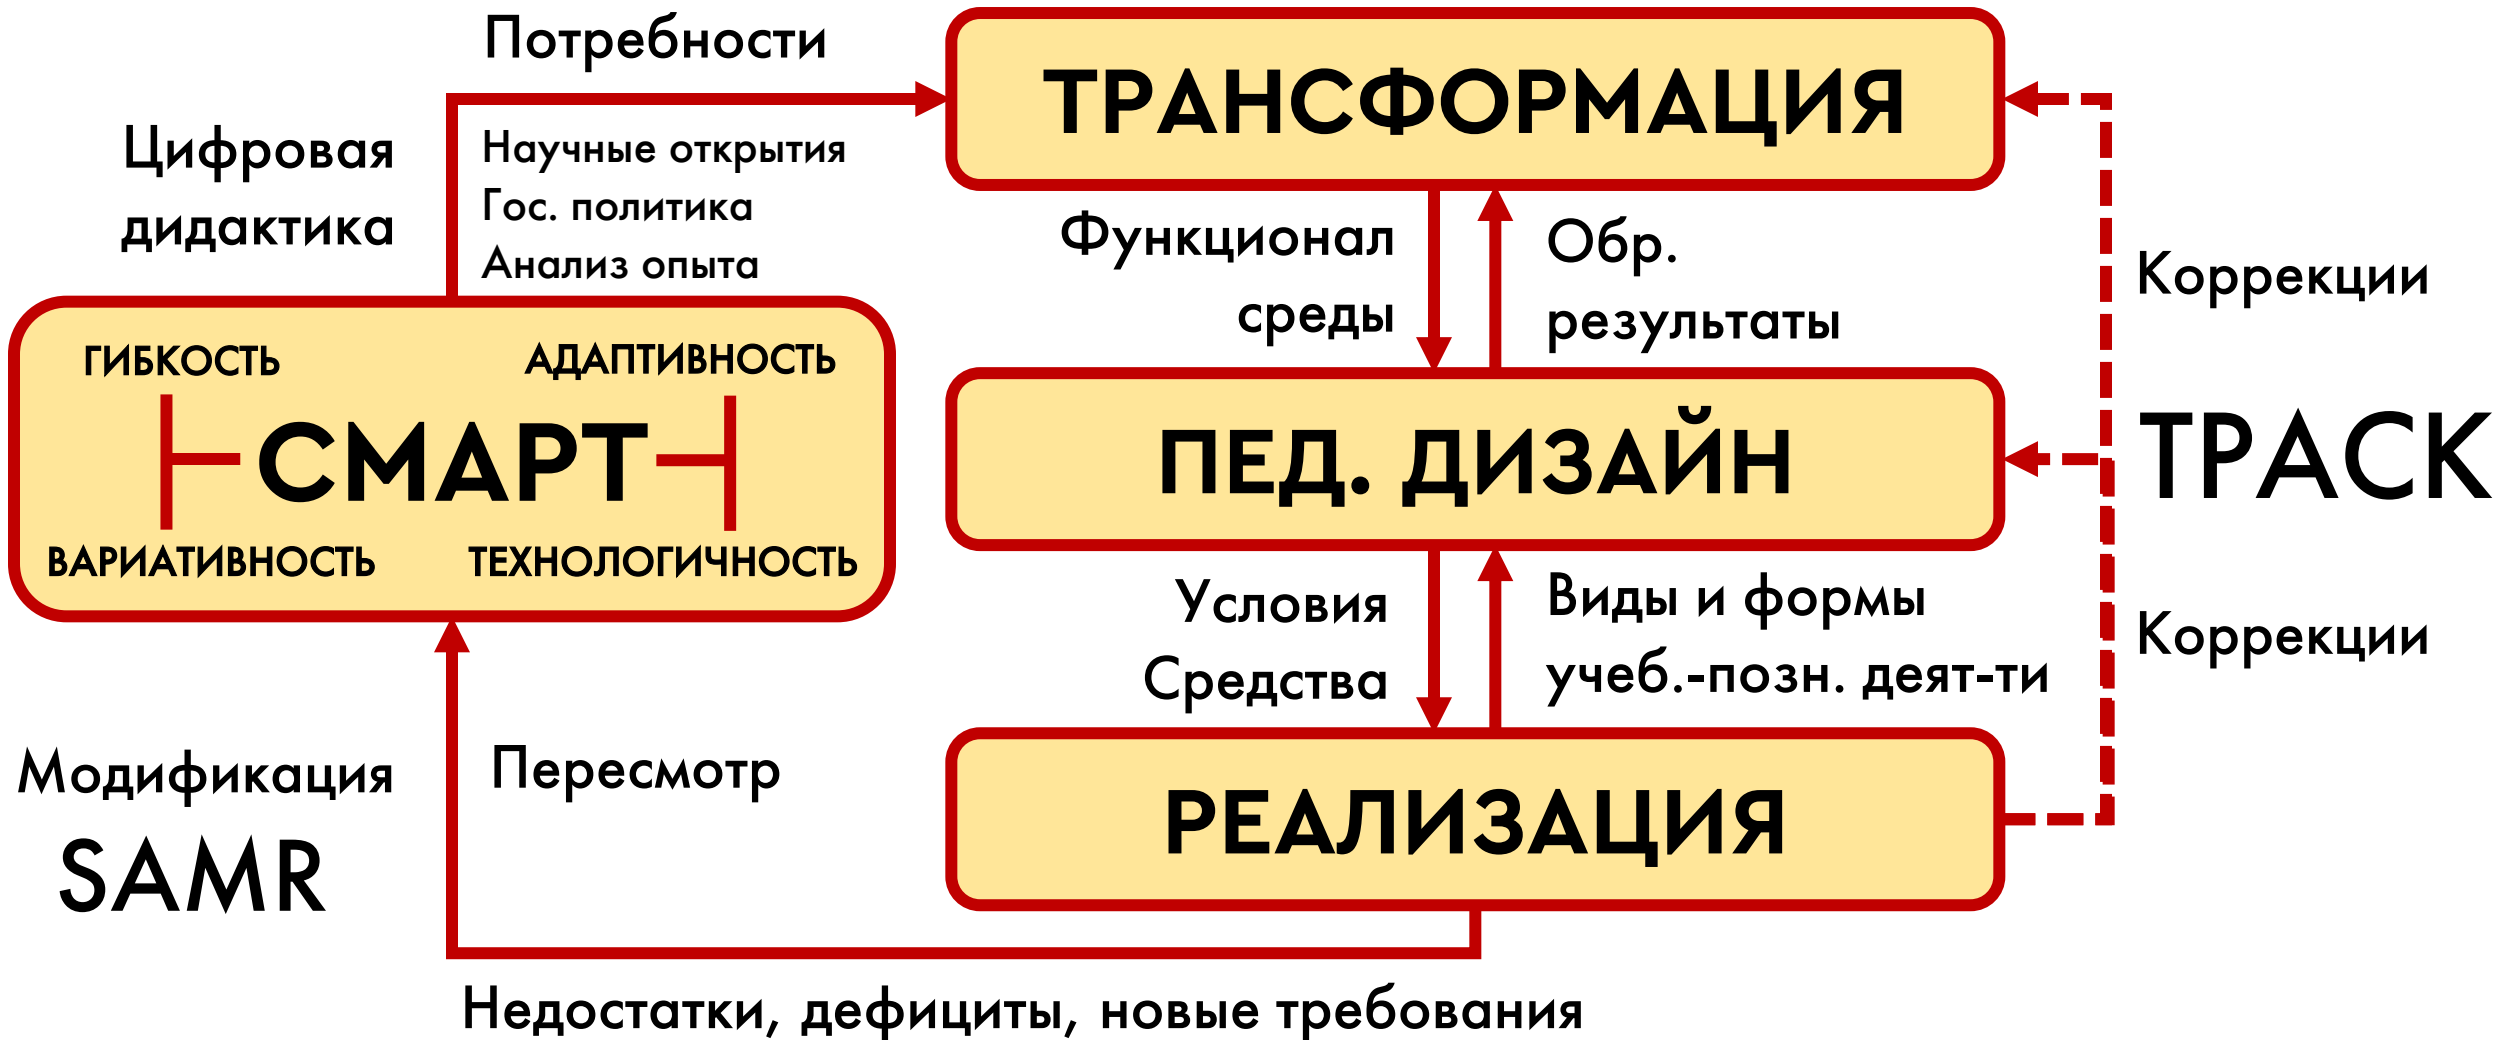 Потребности
ТРАНСФОРМАЦИЯ
Цифровая
дидактика
Научные открытия
Гос. политика
Анализ опыта
Функционал
среды
Обр.
результаты
Коррекции
ГИБКОСТЬ
АДАПТИВНОСТЬ
СМАРТ
ВАРИАТИВНОСТЬ
ТЕХНОЛОГИЧНОСТЬ
ПЕД. ДИЗАЙН
TPACK
Условия
Средства
Виды и формы
учеб.-позн. деят-ти
Коррекции
Модификация
SAMR
Пересмотр
РЕАЛИЗАЦИЯ
Недостатки, дефициты, новые требования